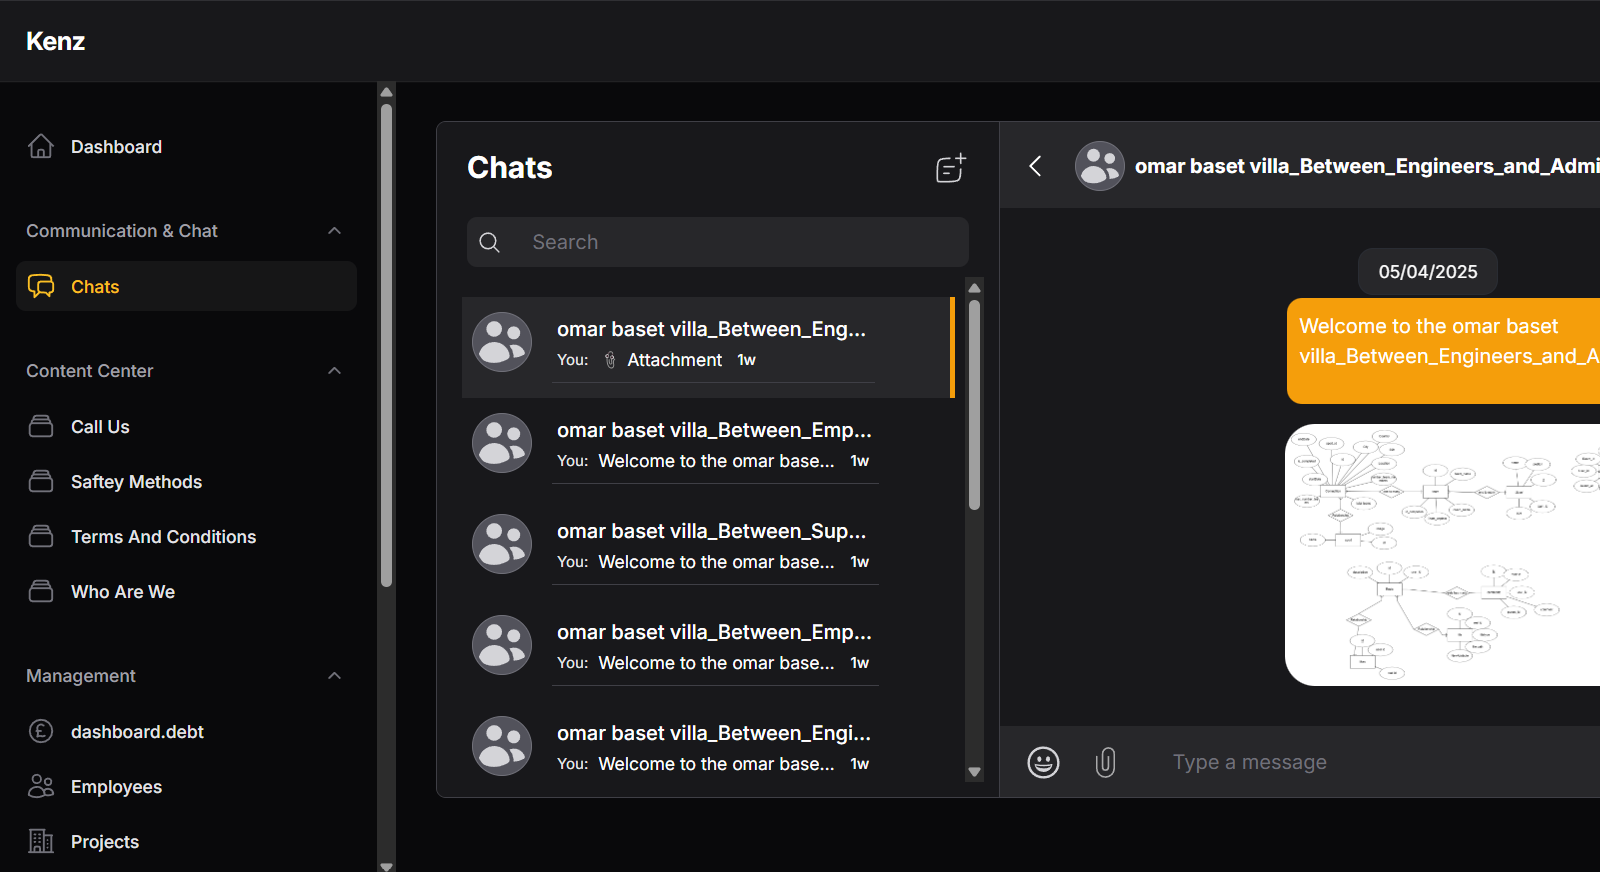 Kenz
Dashboard
Communication & Chat
Chats
Content Center
Call Us
Saftey Methods
Terms And Conditions
Who Are We
Management
dashboard.debt
Employees
Projects
Chats
Search
omar baset villa_Between_Eng...
You: Attachment 1w
omar baset villa_Between_Emp...
You: Welcome to the omar base... 1w
omar baset villa_Between_Sup...
You: Welcome to the omar base... 1w
omar baset villa_Between_Emp...
You: Welcome to the omar base... 1w
omar baset villa_Between_Engi...
You: Welcome to the omar base... 1w
omar baset villa_Between_Engineers_and_Admi
05/04/2025
Welcome to the omar baset
villa_Between_Engineers_and_A
Type a message